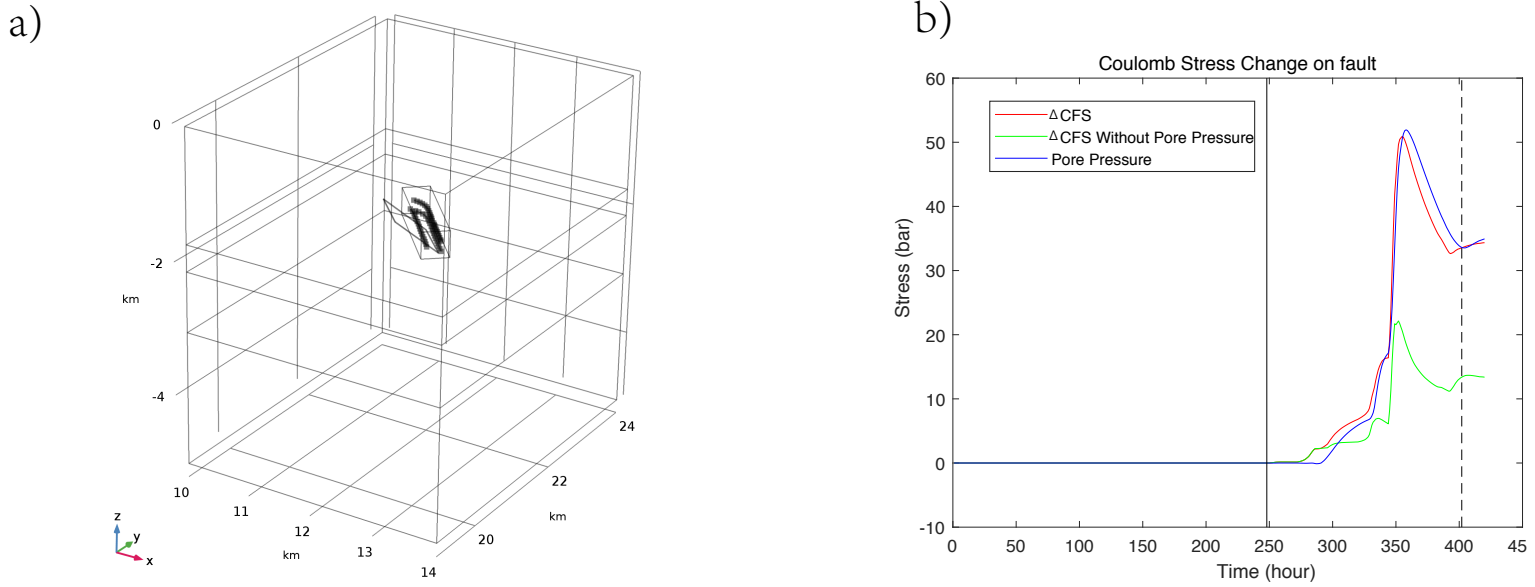 a)
0
-2
km
-4
10
11
12
km
13
14
20
km
22
24
z
y
x
b)
Coulomb Stress Change on fault
60
50
40
30
20
10
0
-10
Stress (bar)
Δ CFS
Δ CFS Without Pore Pressure
Pore Pressure
0 50 100 150 200 250 300 350 400 45
Time (hour)